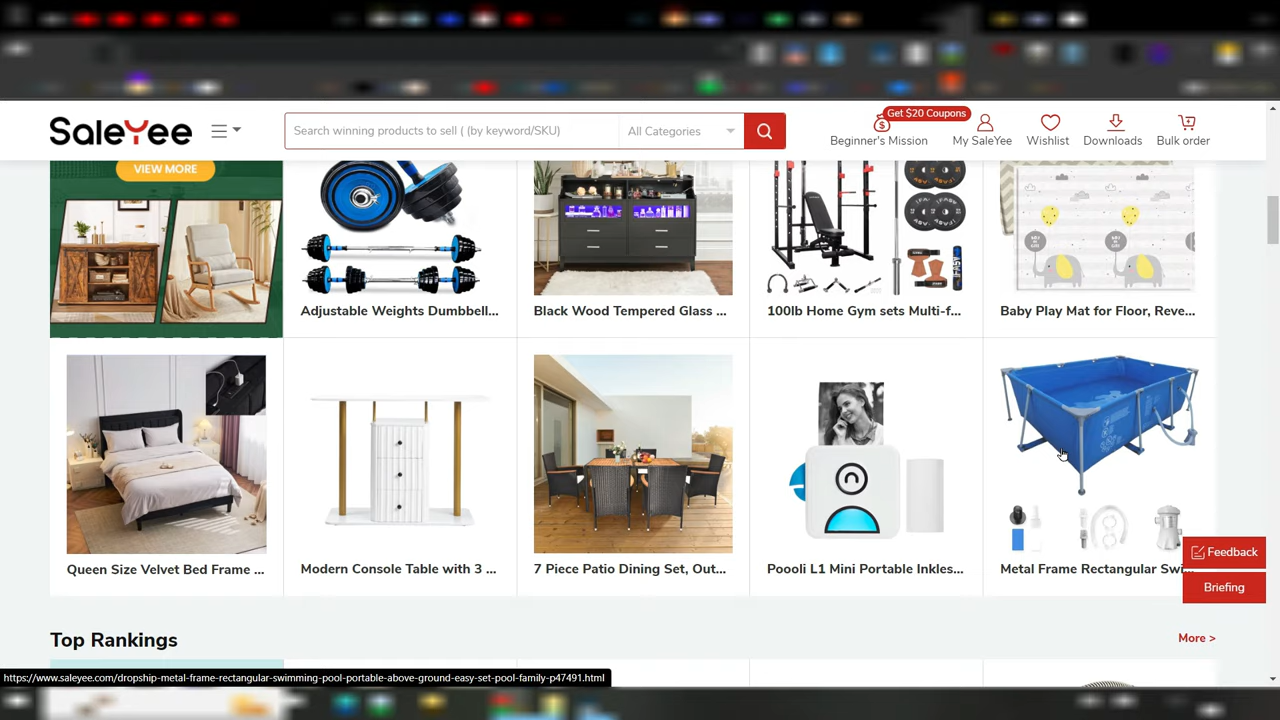 Get $20 Coupons
SaleYee
Search winning products to sell ( (by keyword/SKU)
All Categories
Beginner's Mission
My SaleYee
Wishlist
Downloads
Bulk order
VIEW MORE
Adjustable Weights Dumbbell...
Black Wood Tempered Glass ...
100lb Home Gym sets Multi-f...
Baby Play Mat for Floor, Reve...
Queen Size Velvet Bed Frame ...
Modern Console Table with 3 ...
7 Piece Patio Dining Set, Out...
Poooli L1 Mini Portable Inkles...
Metal Frame Rectangular Swi...
Feedback
Briefing
Top Rankings
More >
https://www.saleyee.com/dropship-metal-frame-rectangular-swimming-pool-portable-above-ground-easy-set-pool-family-p47491.html